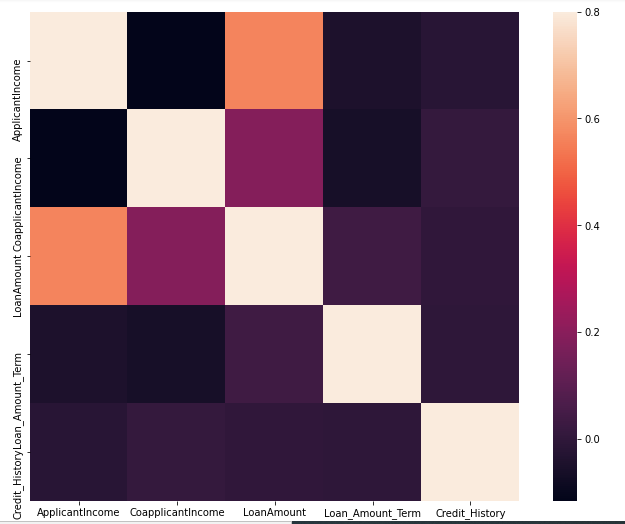 ApplicantIncome
CoapplicantIncome
LoanAmount
Loan_Amount_Term
Credit_History
ApplicantIncome CoapplicantIncome LoanAmount Loan_Amount_Term Credit_History
0.8
0.6
0.4
0.2
0.0